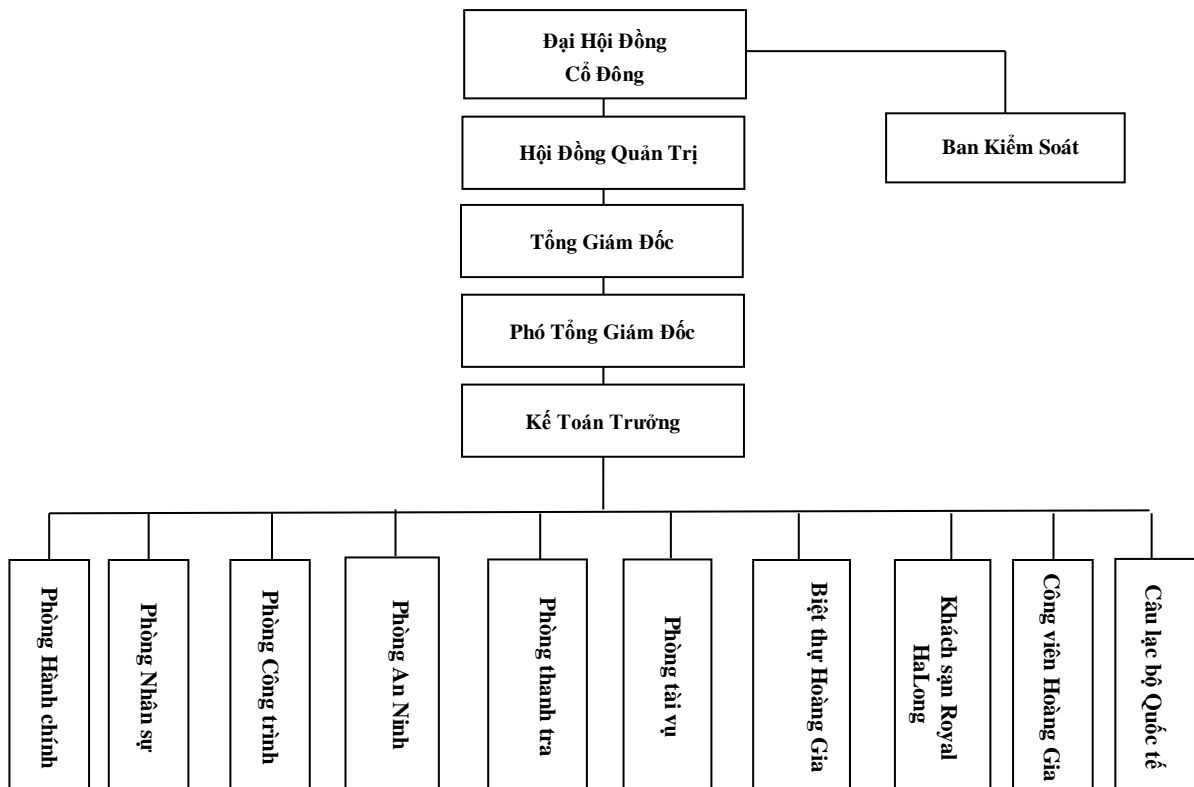 Đại Hội Đồng
Cổ Đông
Hội Đồng Quản Trị
Ban Kiểm Soát
Tổng Giám Đốc
Phó Tổng Giám Đốc
Kế Toán Trưởng
Phòng Hành chính
Phòng Nhân sự
Phòng Công trình
Phòng An Ninh
Phòng thanh tra
Phòng tài vụ
Biệt thự Hoàng Gia
Khách sạn Royal
HaLong
Công viên Hoàng Gia
Câu lạc bộ Quốc tế